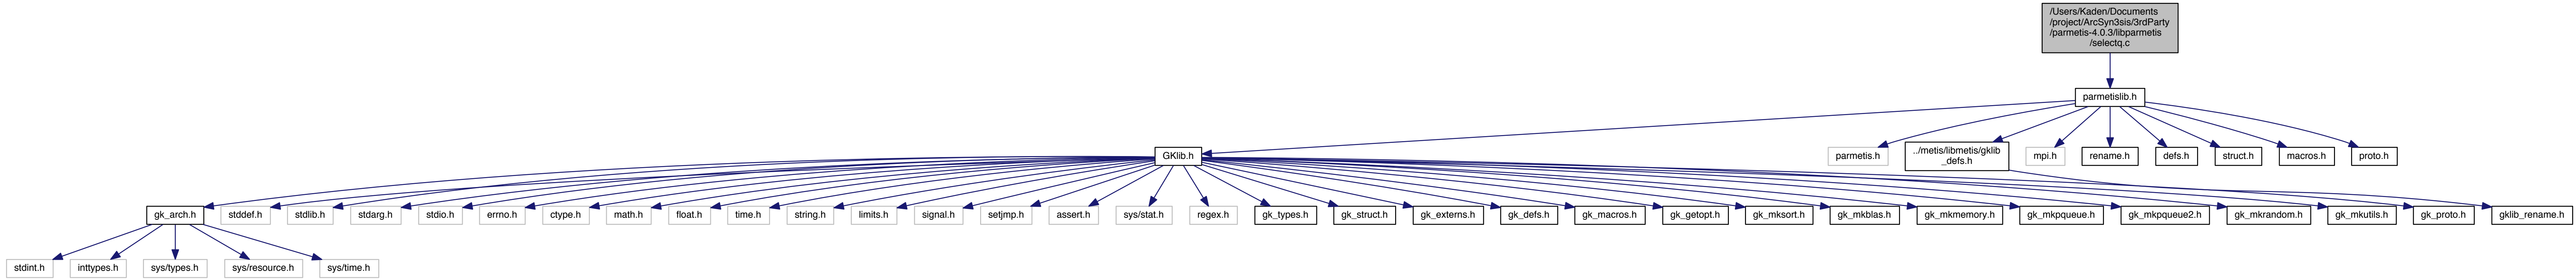 /Users/Kaden/Documents
/project/ArcSyn3sis/3rdParty
/parmetis-4.0.3/libparmetis
/selectq.c
parmetislib.h
GKlib.h
parmetis.h
../metis/libmetis/gklib
_defs.h
mpi.h
rename.h
defs.h
struct.h
macros.h
proto.h
gk_arch.h
stddef.h
stdlib.h
stdarg.h
stdio.h
errno.h
ctype.h
math.h
float.h
time.h
string.h
limits.h
signal.h
setjmp.h
assert.h
sys/stat.h
regex.h
gk_types.h
gk_struct.h
gk_externs.h
gk_defs.h
gk_macros.h
gk_getopt.h
gk_mksort.h
gk_mkblas.h
gk_mkmemory.h
gk_mkpqueue.h
gk_mkpqueue2.h
gk_mkrandom.h
gk_mkutils.h
gk_proto.h
gklib_rename.h
stdint.h
inttypes.h
sys/types.h
sys/resource.h
sys/time.h